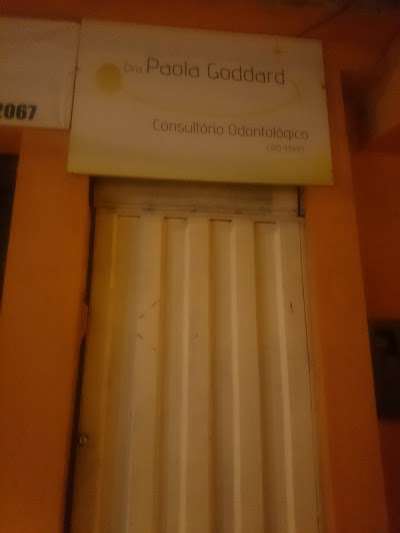 2067
Dra Paola Goddard
Consultório Odontológico